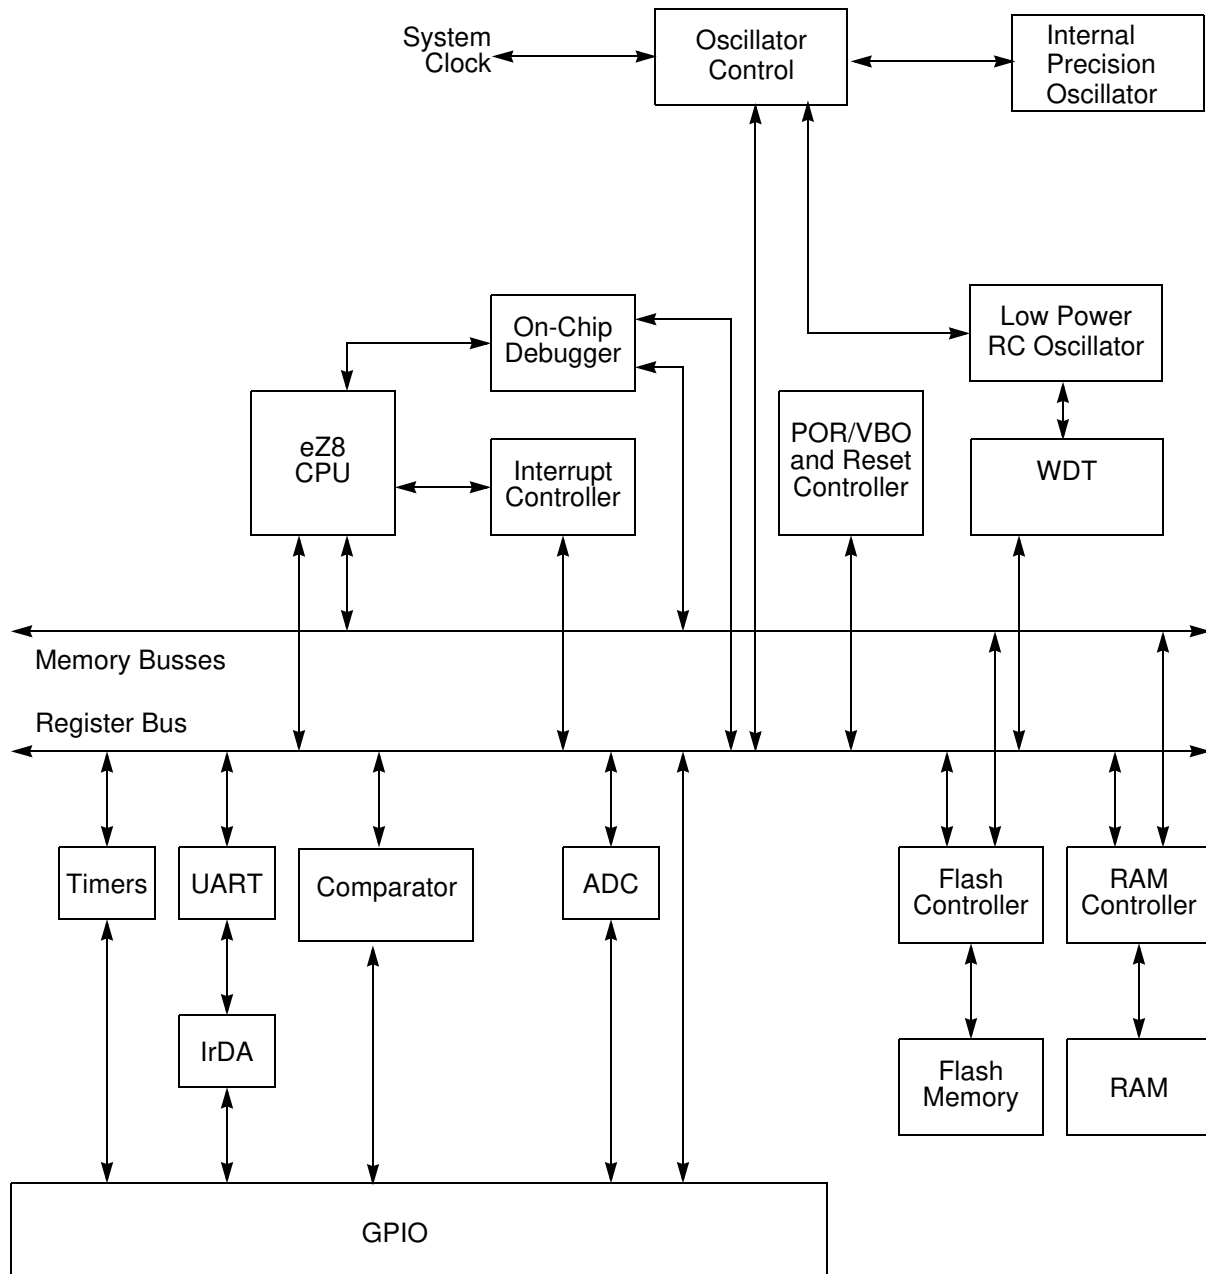 System
Clock
Oscillator
Control
Internal
Precision
Oscillator
On-Chip
Debugger
Low Power
RC Oscillator
eZ8
CPU
Interrupt
Controller
POR/VBO
and Reset
Controller
WDT
Memory Busses
Register Bus
Timers
UART
Comparator
ADC
Flash
Controller
RAM
Controller
IrDA
Flash
Memory
RAM
GPIO